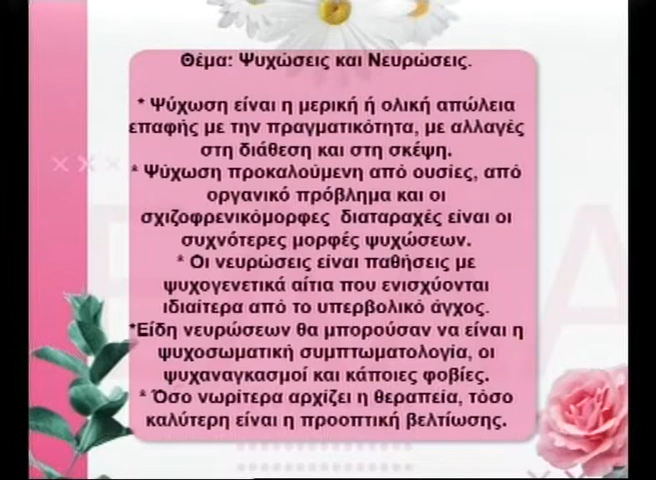 Θέμα: Ψυχώσεις και Νευρώσεις.
* Ψύχωση είναι η μερική ή ολική απώλεια
επαφής με την πραγματικότητα, με αλλαγές
στη διάθεση και στη σκέψη.
* Ψύχωση προκαλούμενη από ουσίες, από
οργανικό πρόβλημα και οι
σχιζοφρενικόμορφες διαταραχές είναι οι
συχνότερες μορφές ψυχώσεων.
* Οι νευρώσεις είναι παθήσεις με
ψυχογενετικά αίτια που ενισχύονται
ιδιαίτερα από το υπερβολικό άγχος.
*Είδη νευρώσεων θα μπορούσαν να είναι η
ψυχοσωματική συμπτωματολογία, οι
ψυχαναγκασμοί και κάποιες φοβίες.
* Όσο νωρίτερα αρχίζει η θεραπεία, τόσο
καλύτερη είναι η προοπτική βελτίωσης.